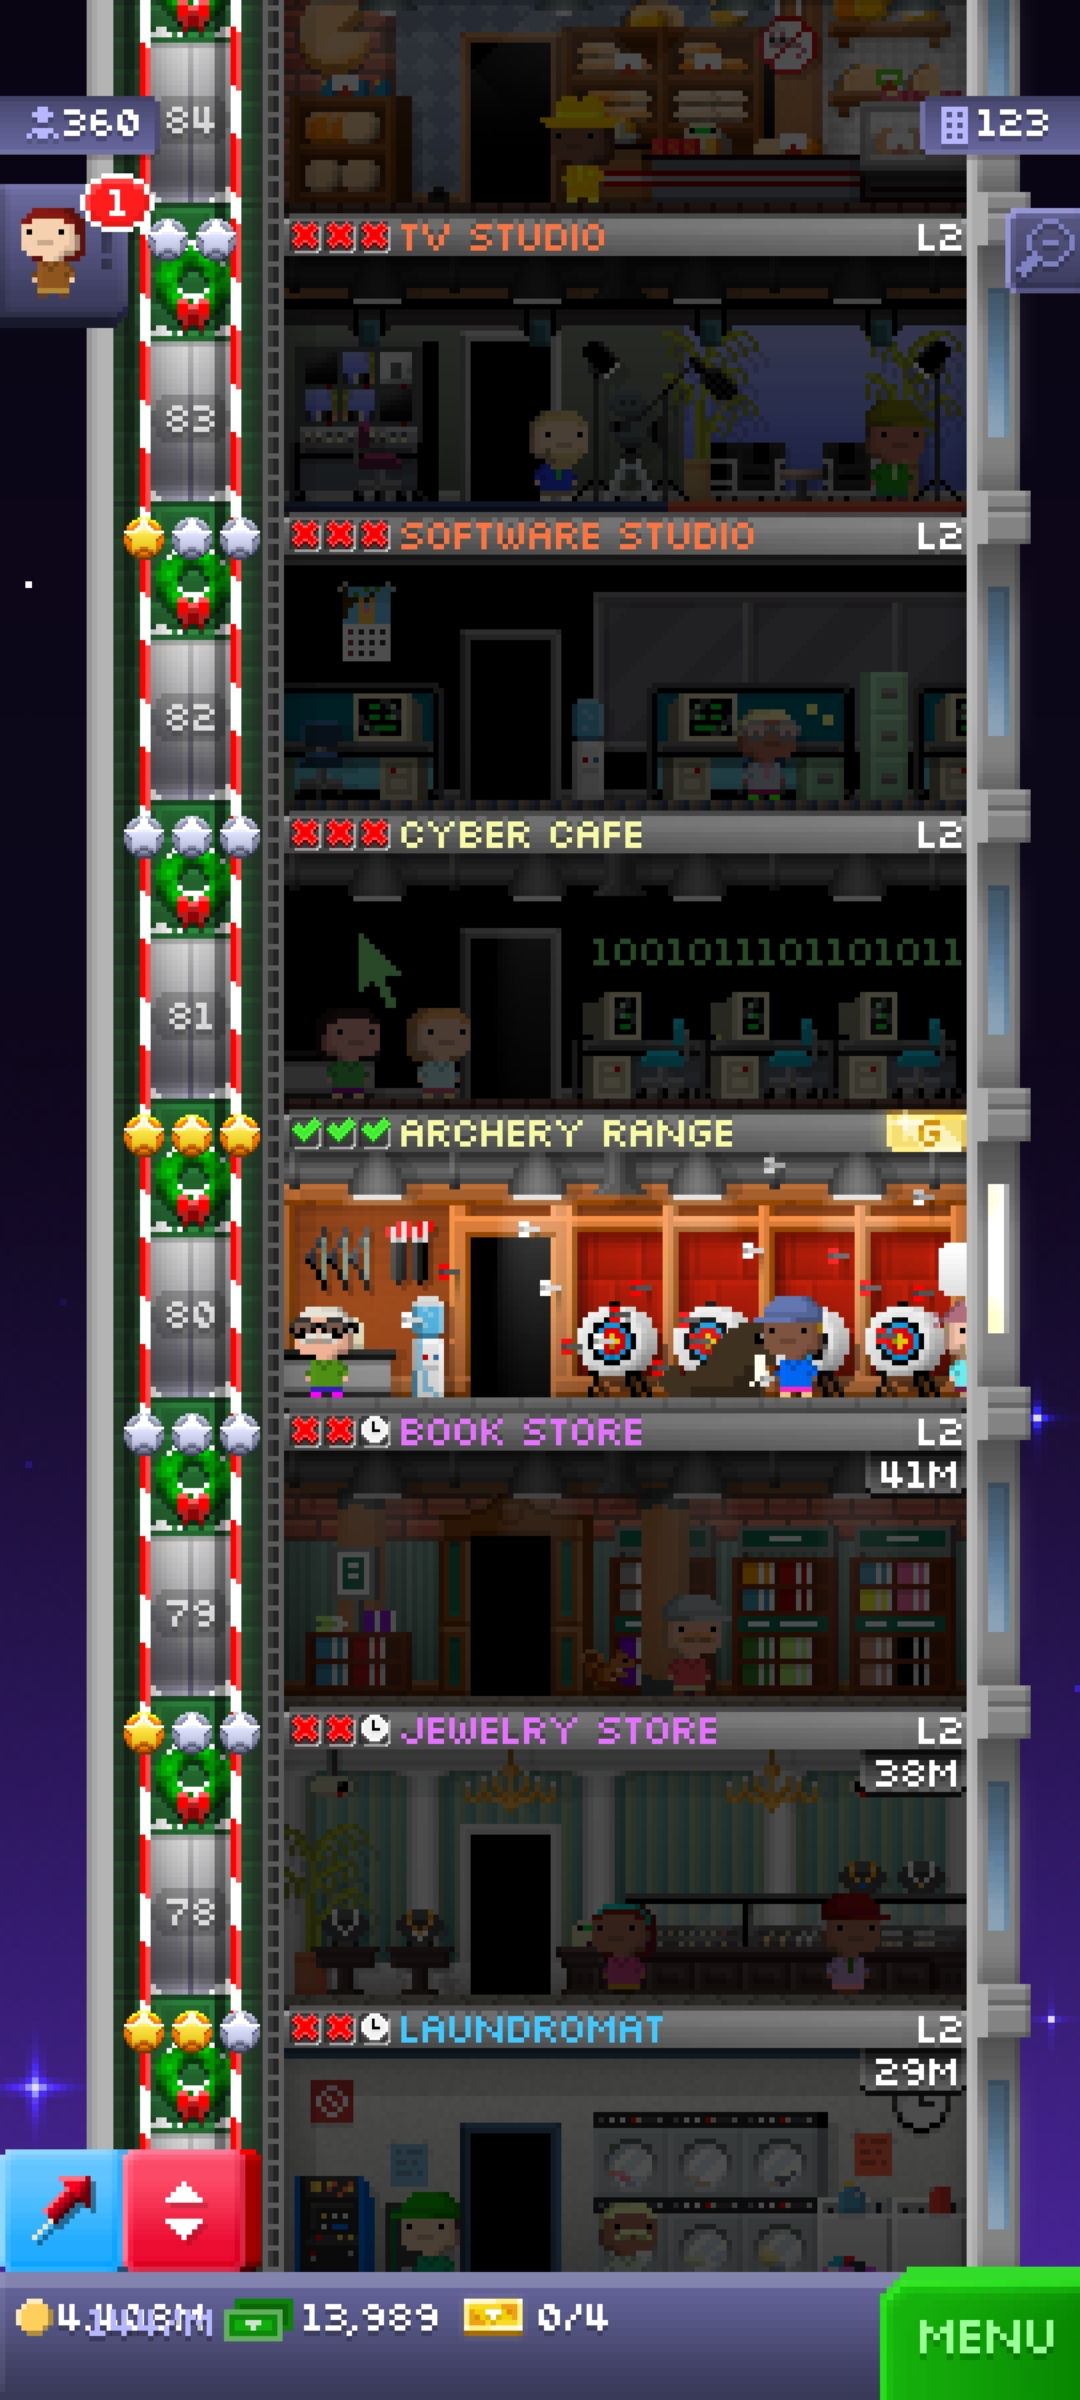 360
84
123
1
TV STUDIO L2
83
SOFTWARE STUDIO L2
82
CYBER CAFE L2
1001011101101011
81
ARCHERY RANGE G
80
BOOK STORE L2
41M
79
JEWELRY STORE L2
38M
78
LAUNDROMAT L2
29M
4.408M 13,989 0/4
MENU